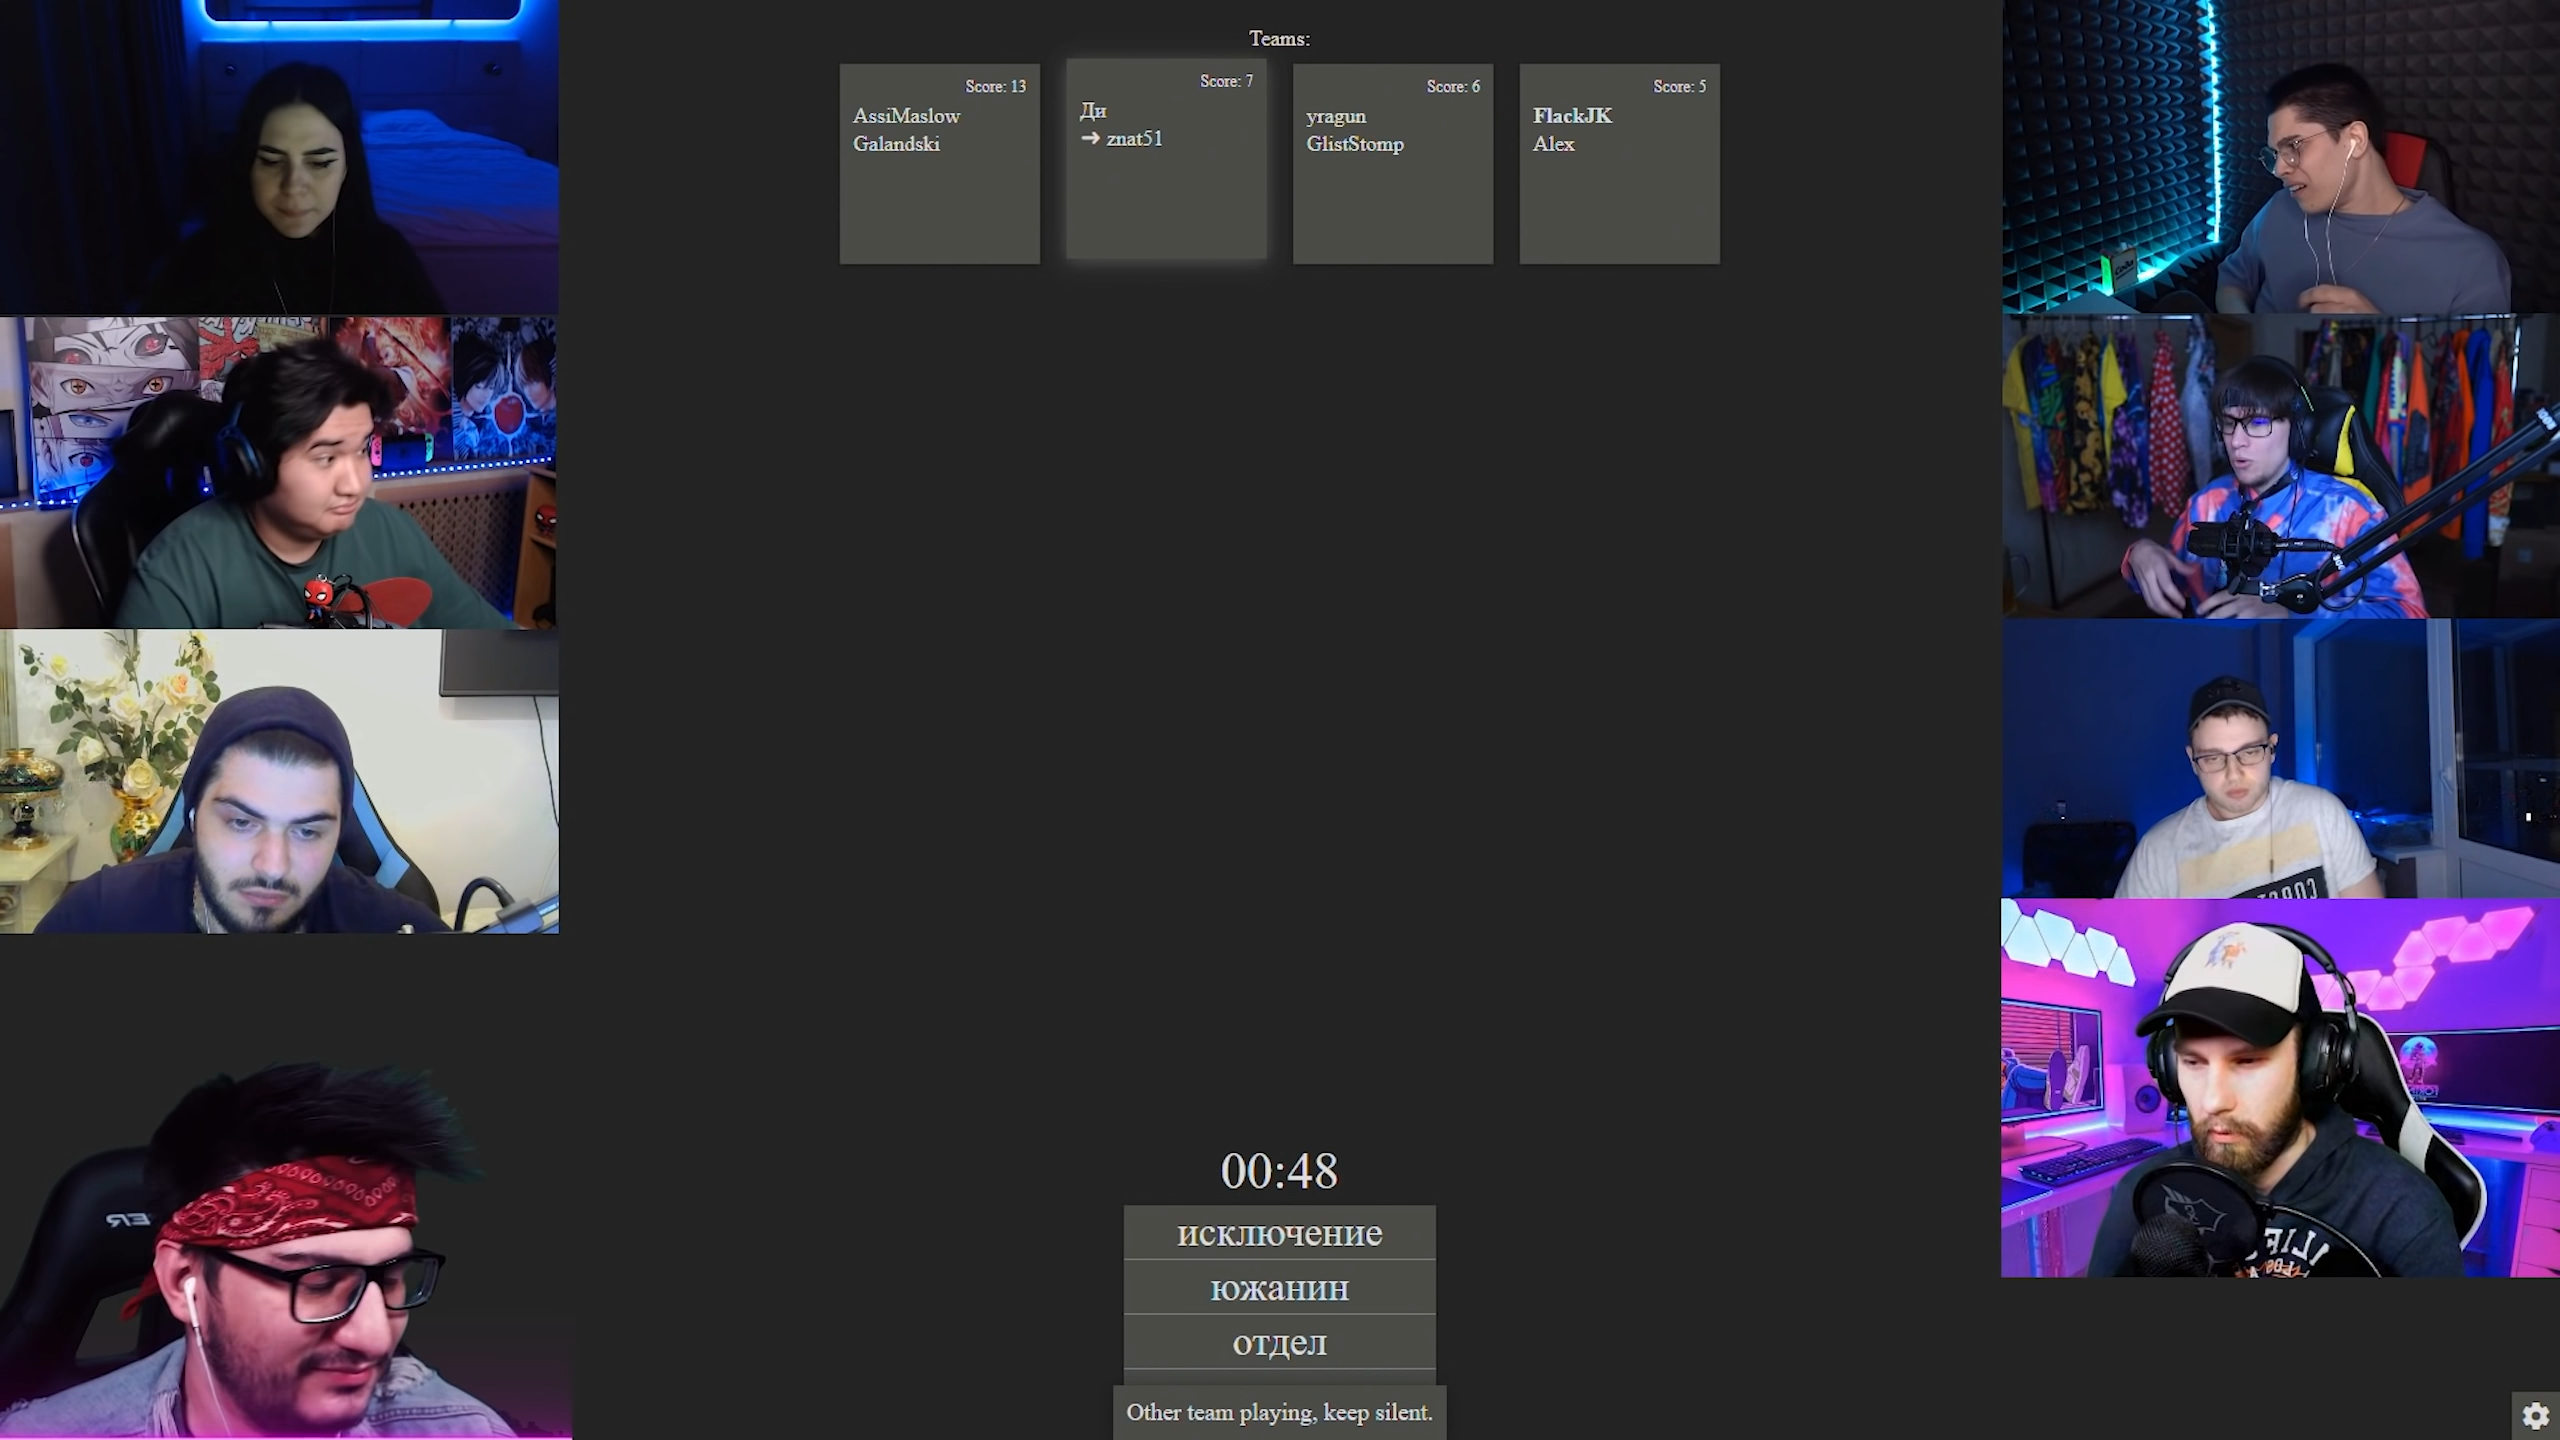 Teams:
Score: 13
AssiMaslow
Galandski
Score: 7
Ди
➔ znat51
Score: 6
yragun
GlistStomp
Score: 5
FlackJK
Alex
00:48
исключение
южанин
отдел
Other team playing, keep silent.